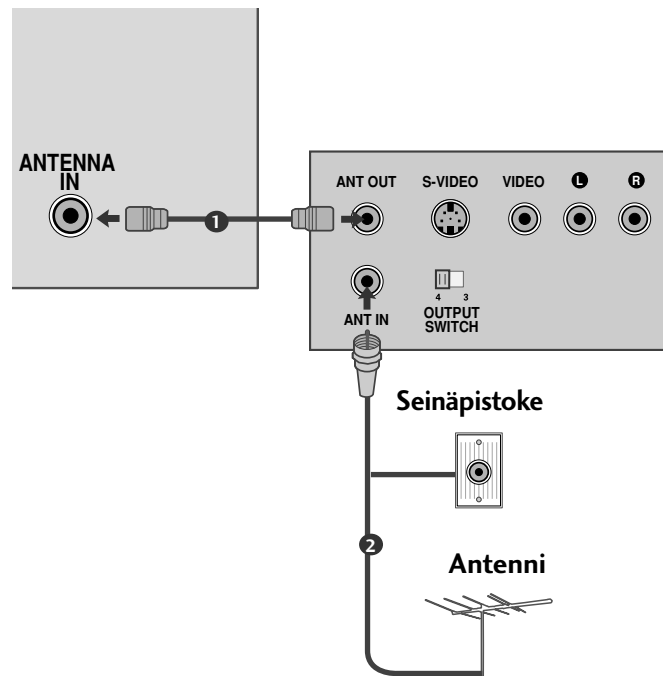 ANTENNA
IN
1
ANT OUT
S-VIDEO
VIDEO
L
R
ANT IN
4
3
OUTPUT
SWITCH
Seinäpistoke
2
Antenni